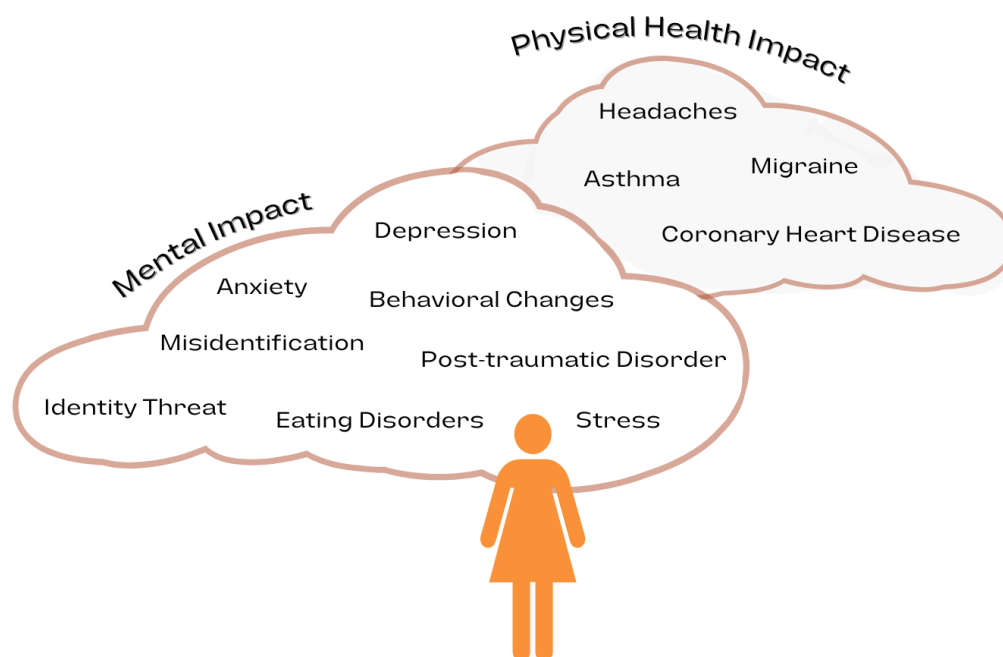 Physical Health Impact
Headaches
Asthma
Migraine
Coronary Heart Disease
Mental Impact
Depression
Anxiety
Behavioral Changes
Misidentification
Post-traumatic Disorder
Identity Threat
Eating Disorders
Stress